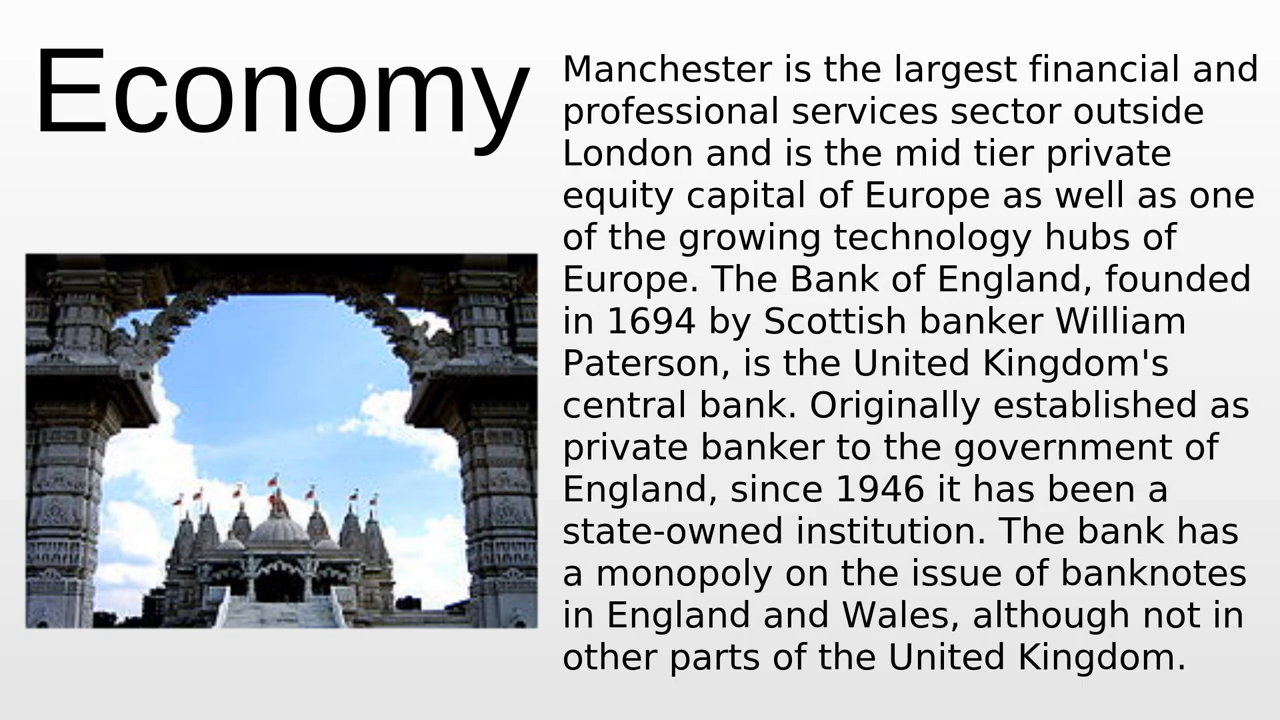 Economy
Manchester is the largest financial and
professional services sector outside
London and is the mid tier private
equity capital of Europe as well as one
of the growing technology hubs of
Europe. The Bank of England, founded
in 1694 by Scottish banker William
Paterson, is the United Kingdom's
central bank. Originally established as
private banker to the government of
England, since 1946 it has been a
state-owned institution. The bank has
a monopoly on the issue of banknotes
in England and Wales, although not in
other parts of the United Kingdom.